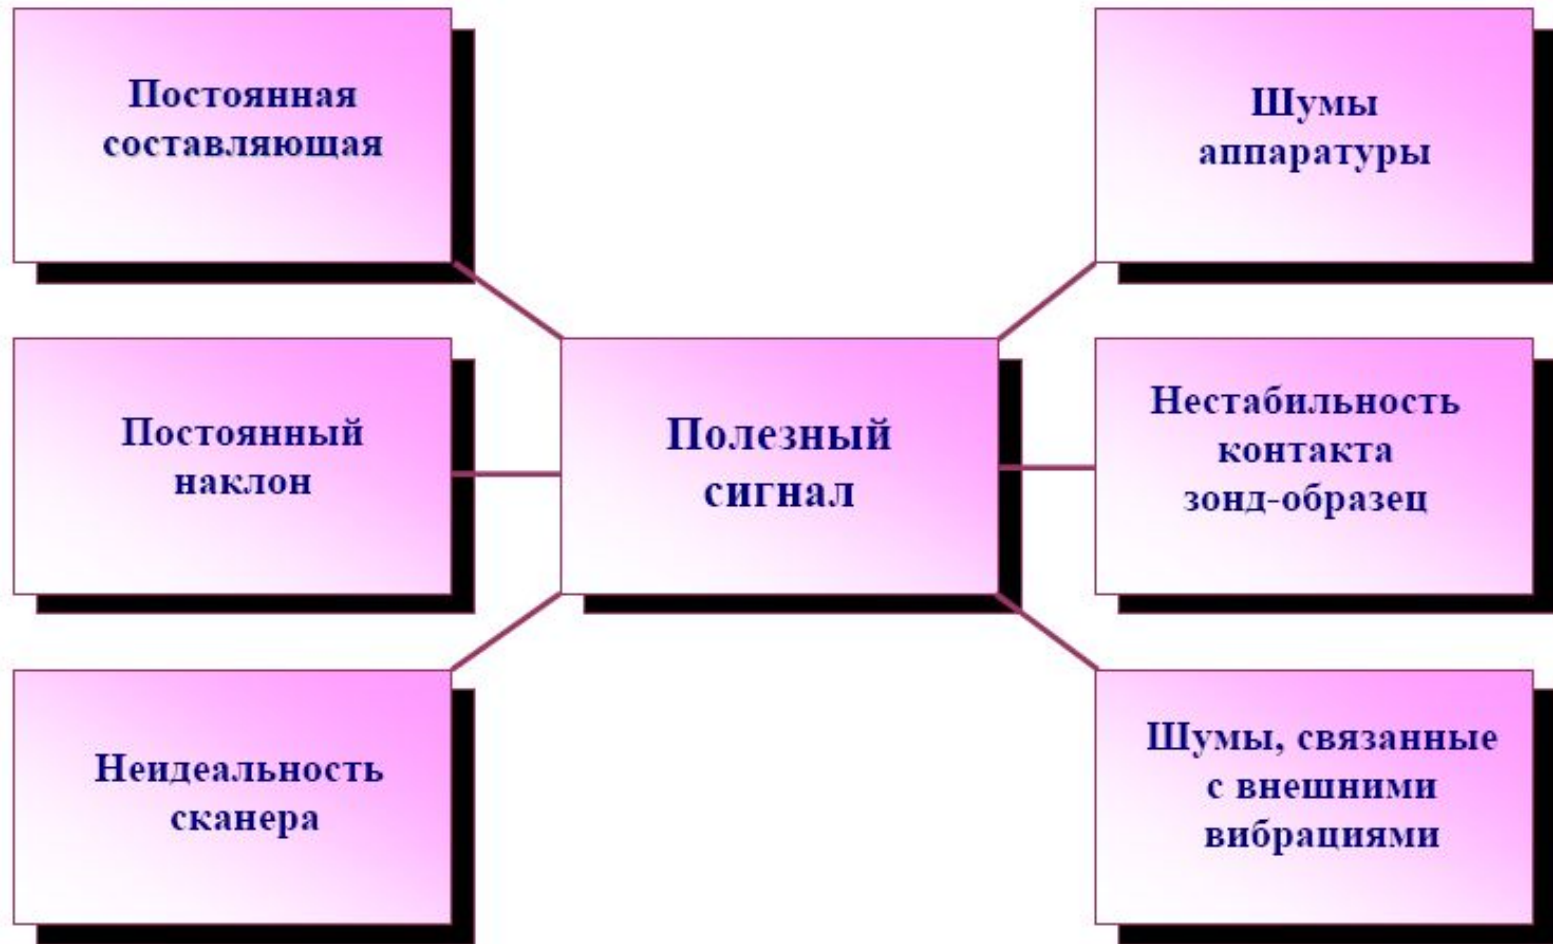 Постоянная
составляющая
Шумы
аппаратуры
Постоянный
наклон
Полезный
сигнал
Нестабильность
контакта
зонд-образец
Неидеальность
сканера
Шумы, связанные
с внешними
вибрациями